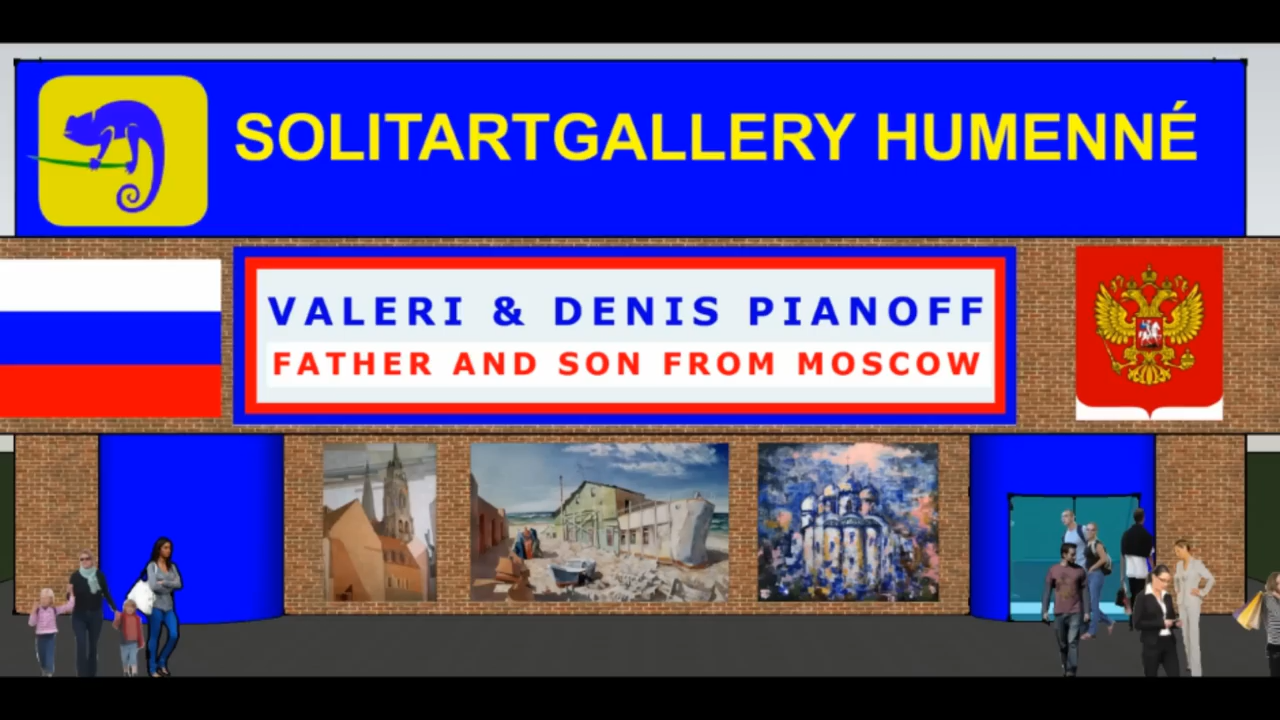 SOLITARTGALLERY HUMENNÉ
VALERI & DENIS PIANOFF
FATHER AND SON FROM MOSCOW